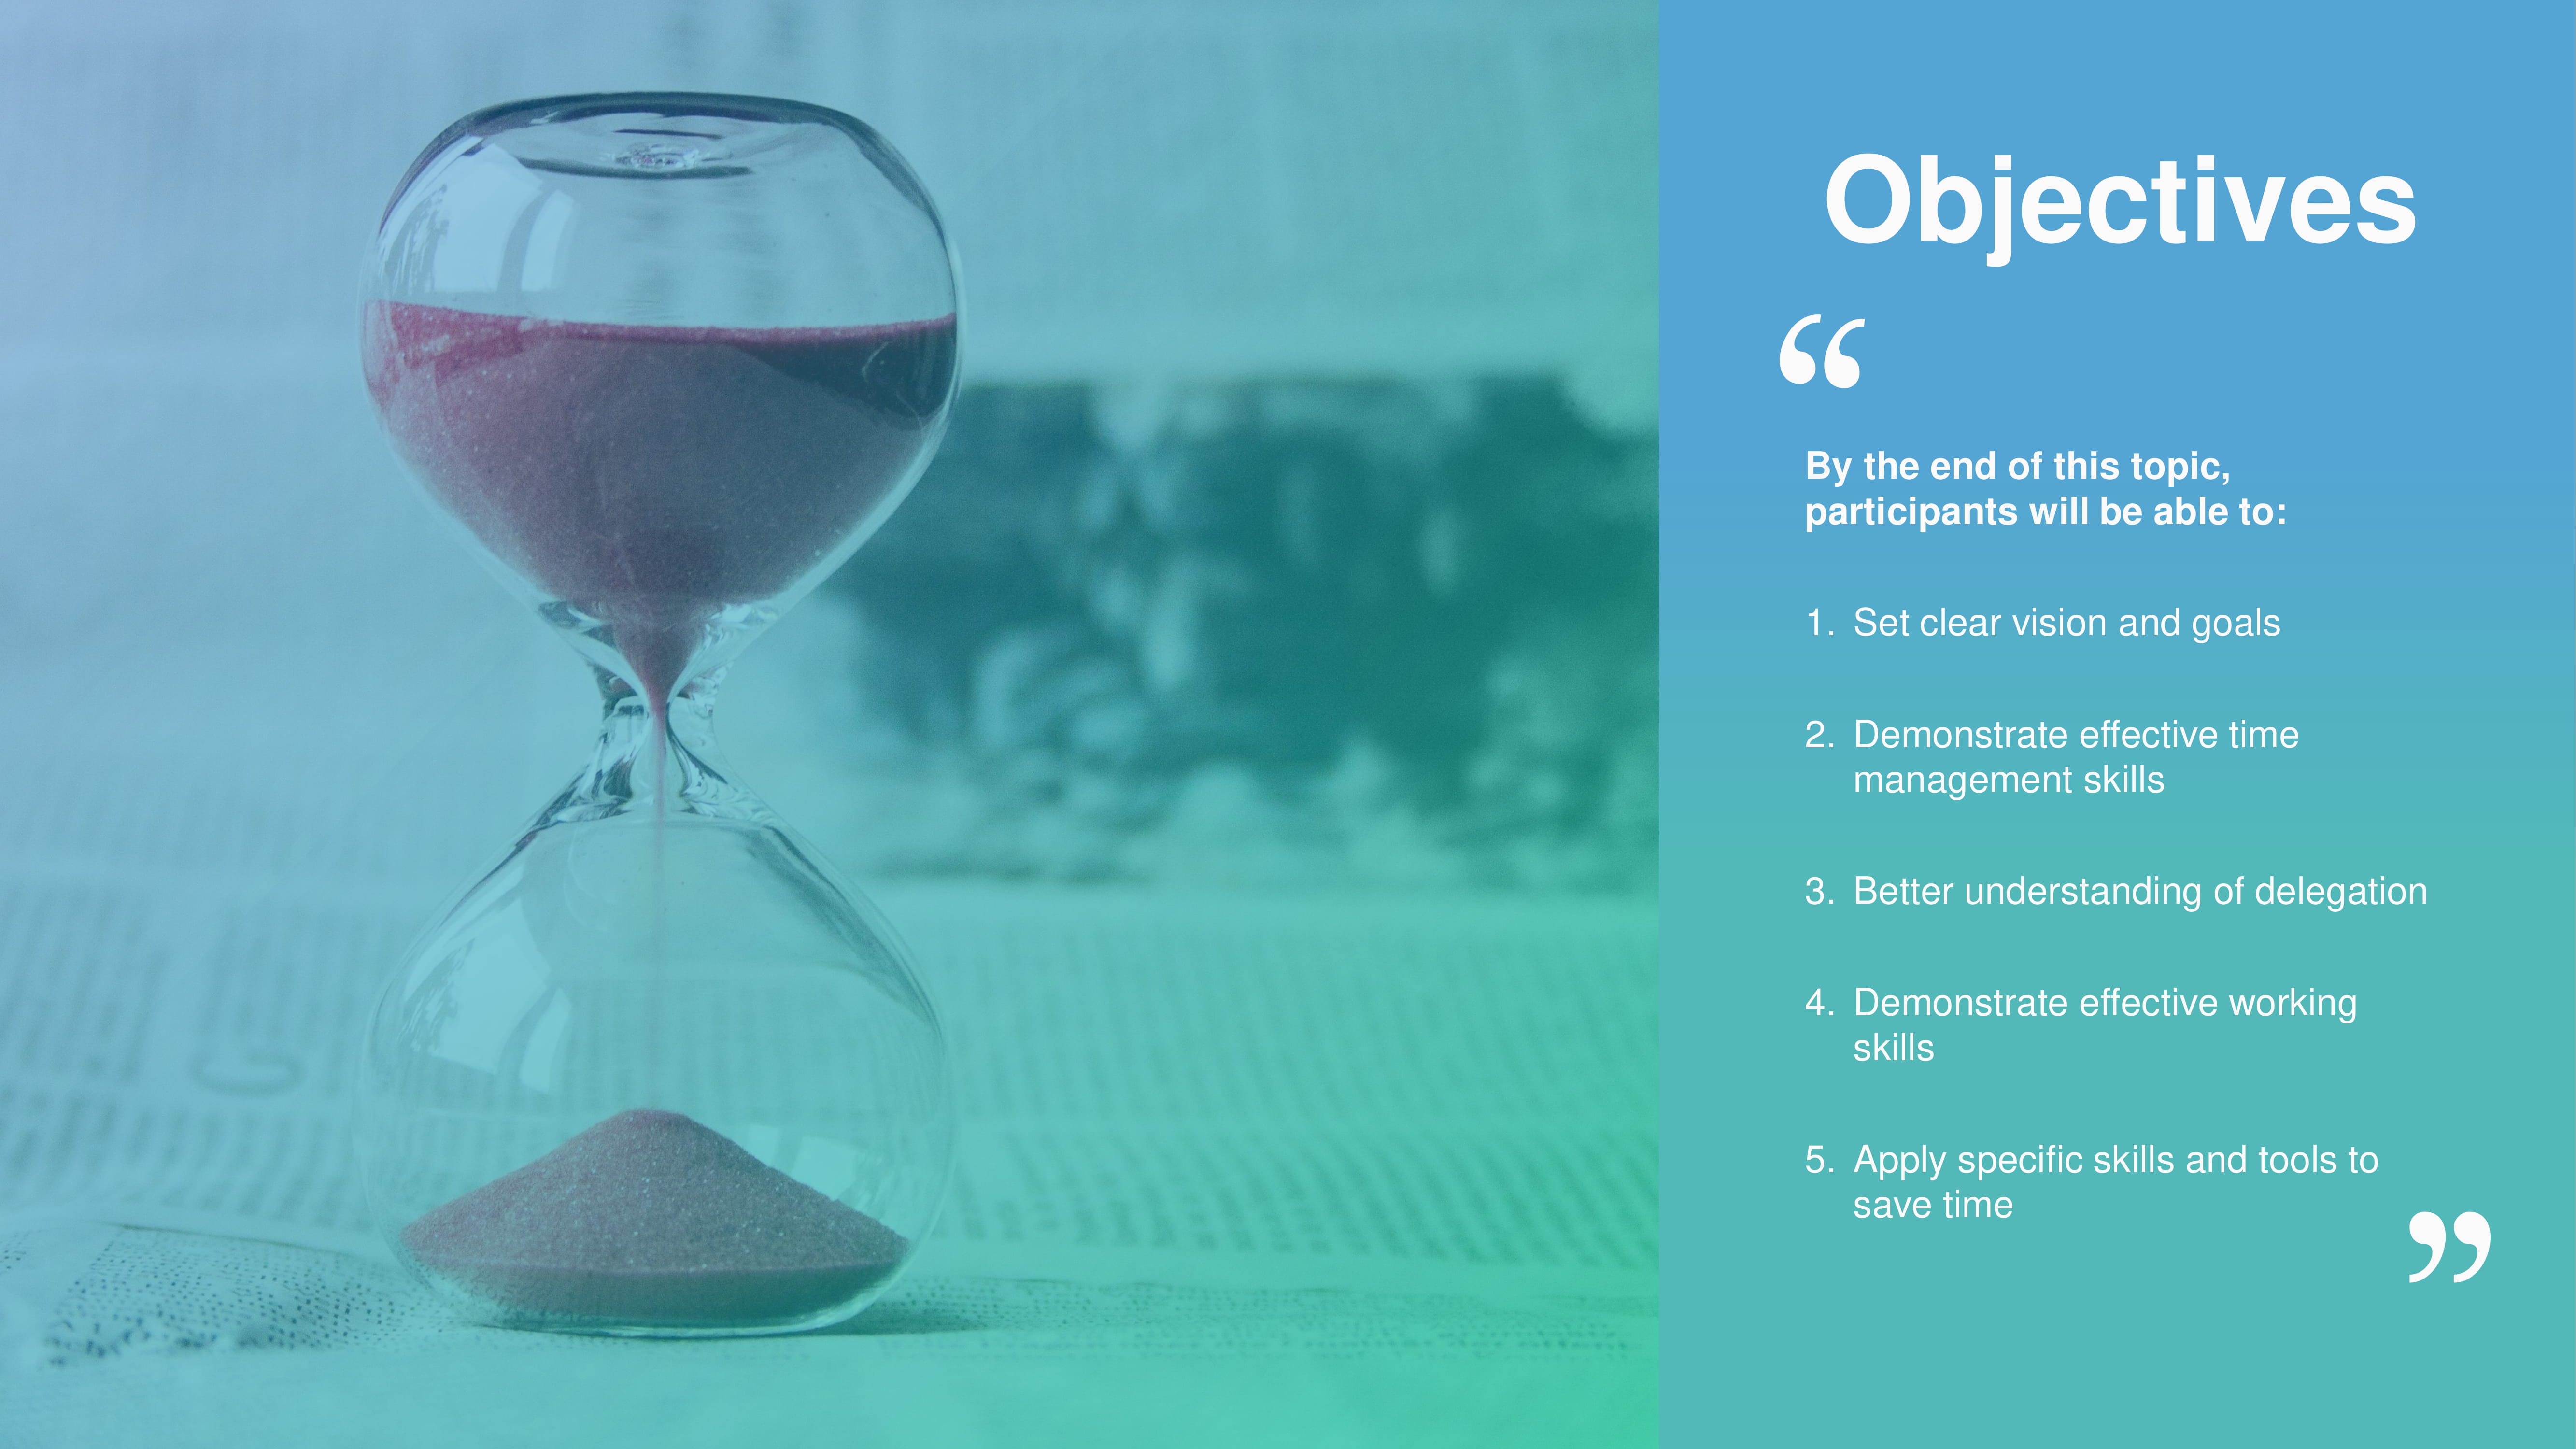 Objectives
“
By the end of this topic,
participants will be able to:
1. Set clear vision and goals
2. Demonstrate effective time
management skills
3. Better understanding of delegation
4. Demonstrate effective working
skills
5. Apply specific skills and tools to
save time
”